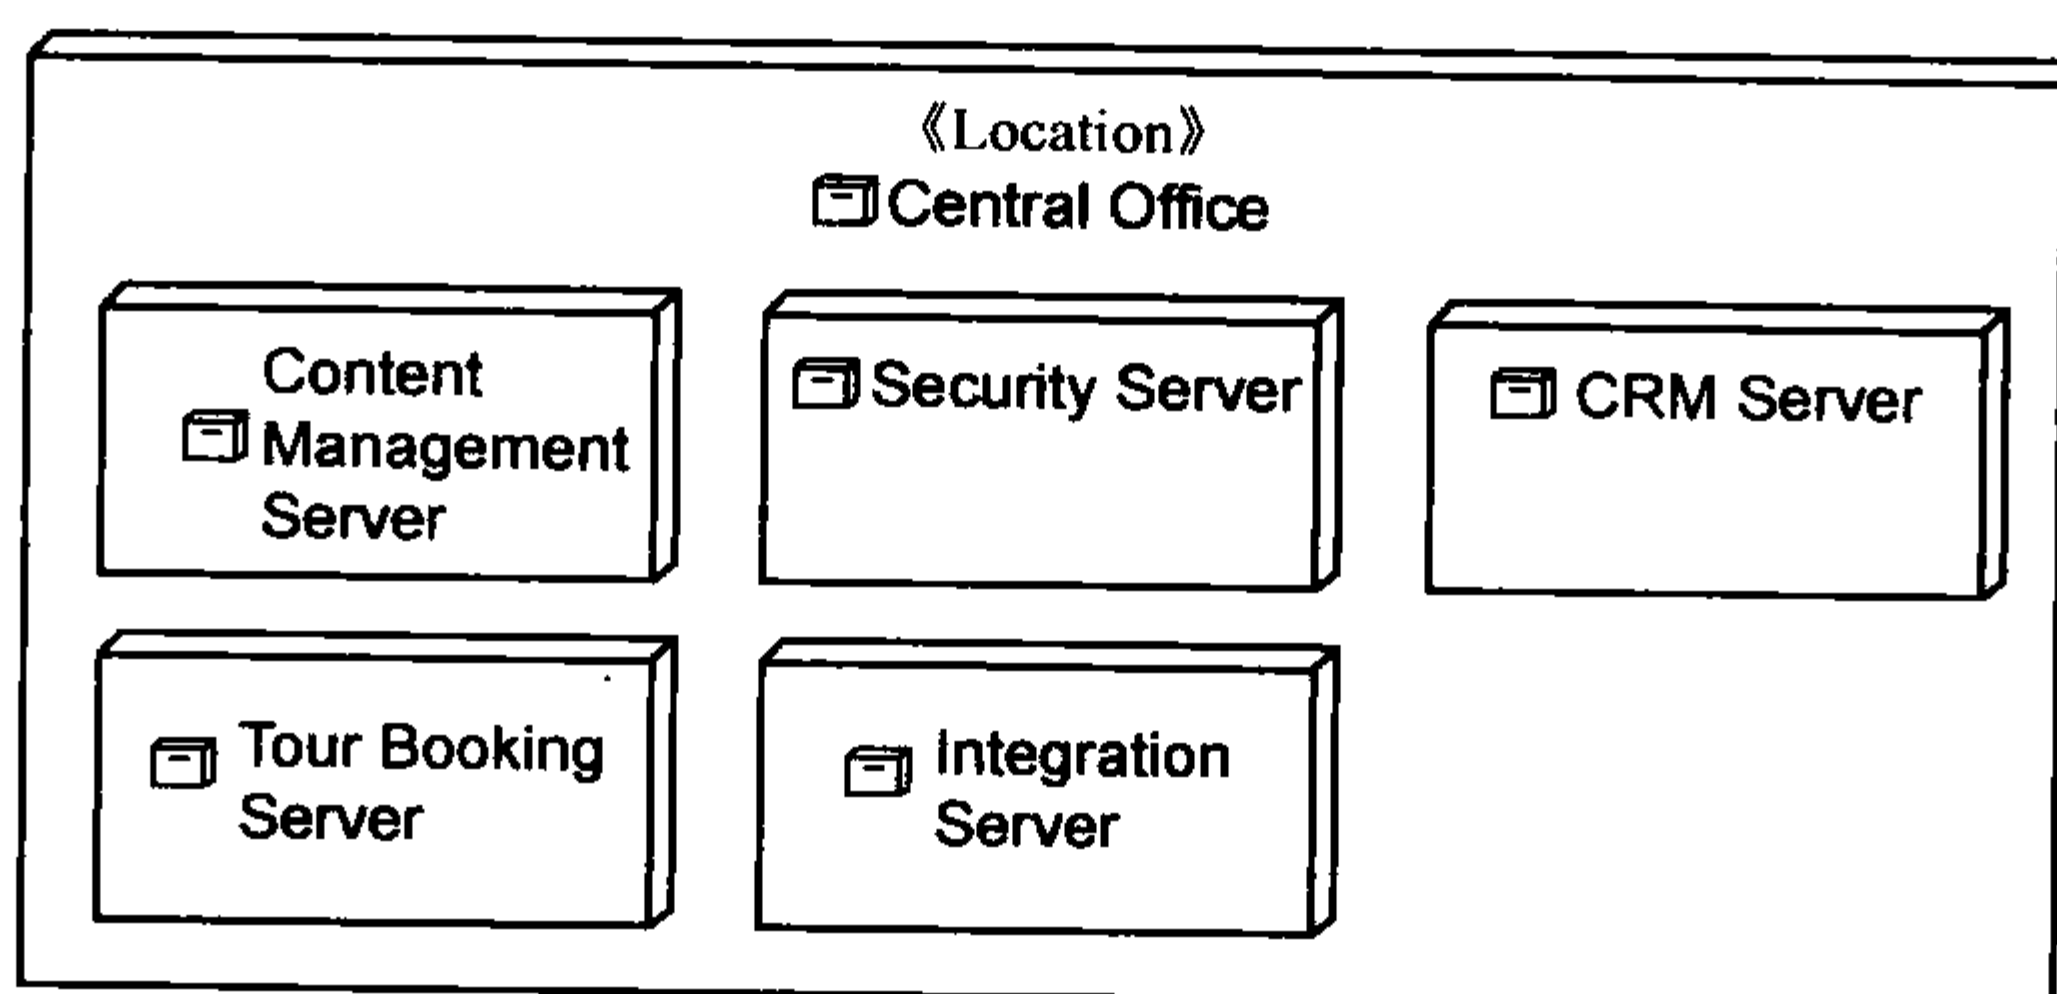 《Location》
Central Office
Content
Management
Server
Security Server
CRM Server
Tour Booking
Server
Integration
Server